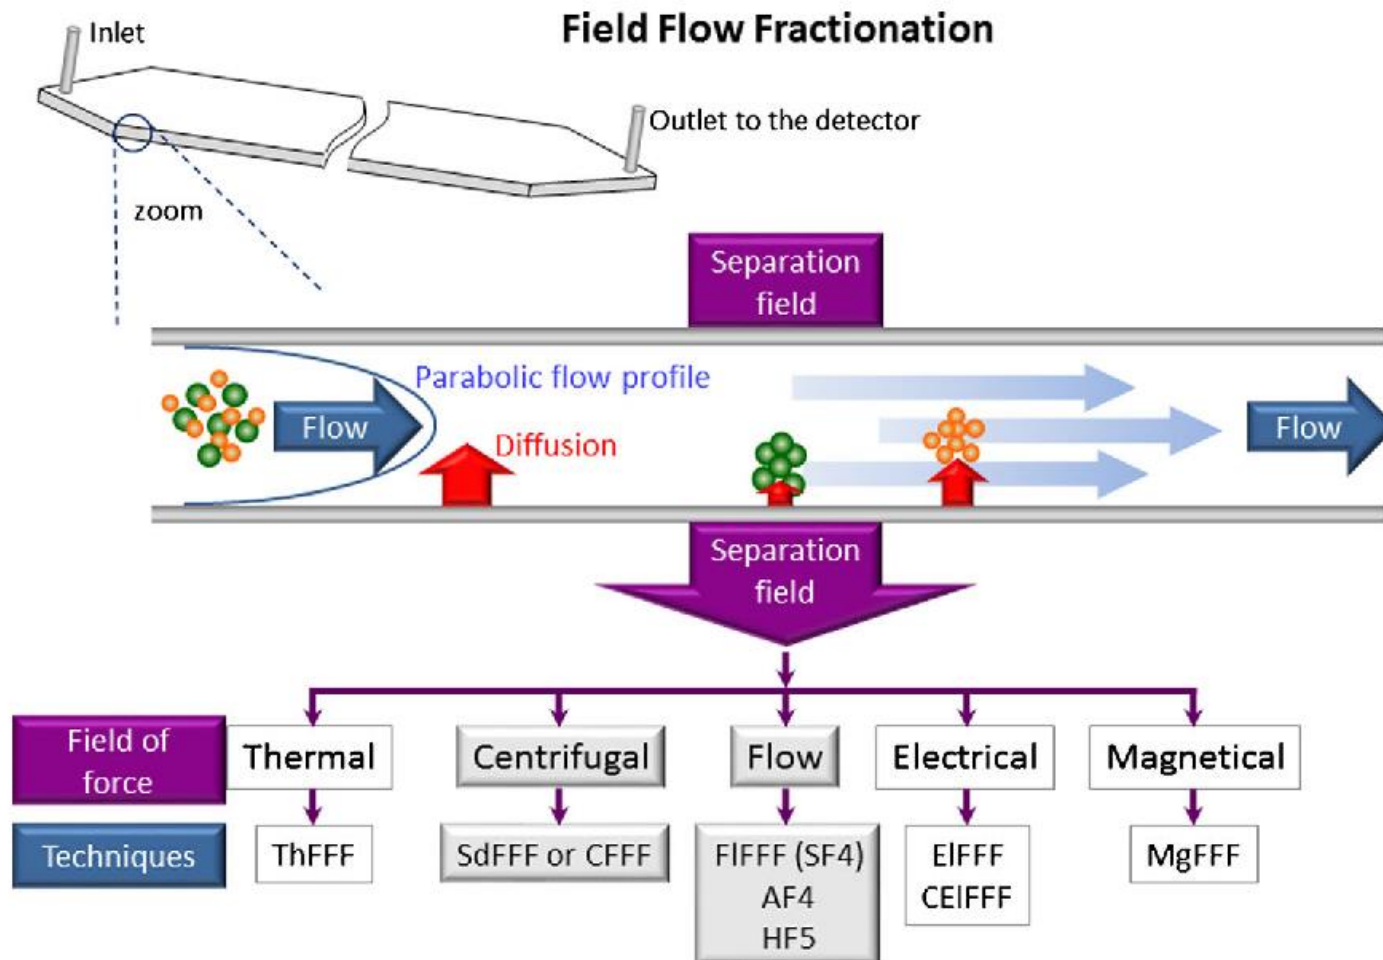 Field Flow Fractionation
Inlet
Outlet to the detector
zoom
Separation
field
Parabolic flow profile
Flow
Diffusion
Flow
Separation
field
Field of
force
Thermal
Centrifugal
Flow
Electrical
Magnetical
Techniques
ThFFF
SdFFF or CFFF
FlFFF (SF4)
AF4
HF5
ElFFF
CElFFF
MgFFF